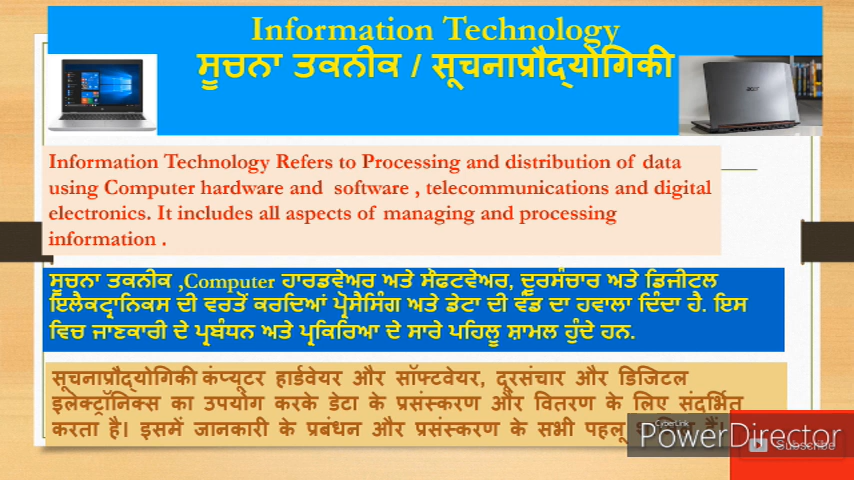 Information Technology
ਸੂਚਨਾ ਤਕਨੀਕ / सूचनाप्रौद्योगिकी
acer
Information Technology Refers to Processing and distribution of data
using Computer hardware and software , telecommunications and digital
electronics. It includes all aspects of managing and processing
information .
ਸੂਚਨਾ ਤਕਨੀਕ ,Computer ਹਾਰਡਵੇਅਰ ਅਤੇ ਸੌਫਟਵੇਅਰ, ਦੂਰਸੰਚਾਰ ਅਤੇ ਡਿਜੀਟਲ
ਇਲੈਕਟ੍ਰਾਨਿਕਸ ਦੀ ਵਰਤੋਂ ਕਰਦਿਆਂ ਪ੍ਰੋਸੈਸਿੰਗ ਅਤੇ ਡੇਟਾ ਦੀ ਵੰਡ ਦਾ ਹਵਾਲਾ ਦਿੰਦਾ ਹੈ. ਇਸ
ਵਿਚ ਜਾਣਕਾਰੀ ਦੇ ਪ੍ਰਬੰਧਨ ਅਤੇ ਪ੍ਰਕਿਰਿਆ ਦੇ ਸਾਰੇ ਪਹਿਲੂ ਸ਼ਾਮਲ ਹੁੰਦੇ ਹਨ.
सूचनाप्रौद्योगिकी कंप्यूटर हार्डवेयर और सॉफ्टवेयर, दूरसंचार और डिजिटल
इलेक्ट्रॉनिक्स का उपयोग करके डेटा के प्रसंस्करण और वितरण के लिए संदर्भित
करता है। इसमें जानकारी के प्रबंधन और प्रसंस्करण के सभी पहलू
CyberLink
PowerDirector
Subscribe